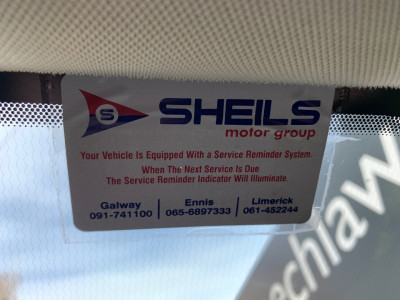 S SHEILS
motor group
Your Vehicle is Equipped With a Service Reminder System.
When The Next Service is Due
The Service Reminder Indicator Will Illuminate.
Galway Ennis Limerick
091-741100 065-6897333 061-452244